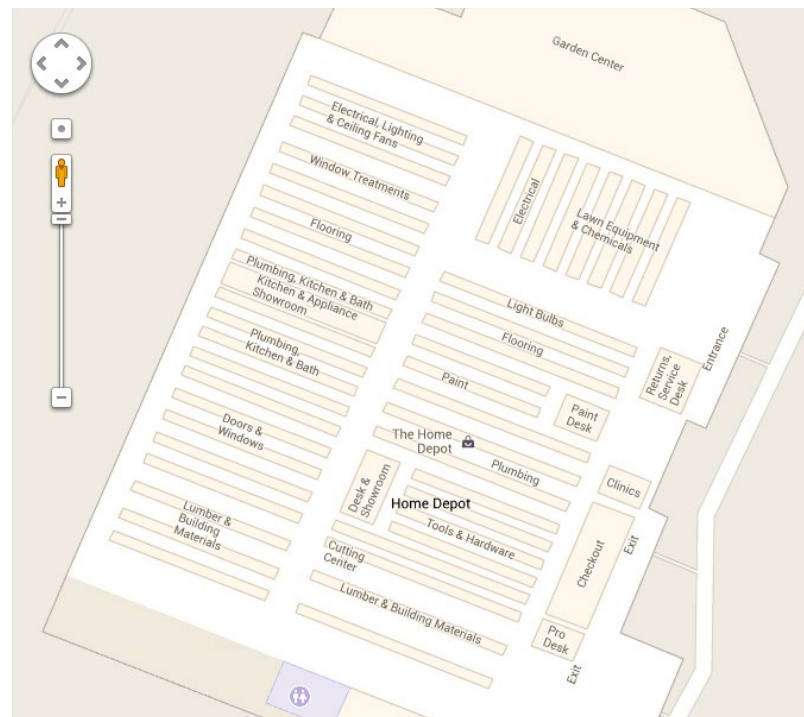 Garden Center
Electrical, Lighting
& Ceiling Fans
Window Treatments
Electrical
Lawn Equipment
& Chemicals
Flooring
Plumbing, Kitchen & Bath
Kitchen & Appliance
Showroom
Light Bulbs
Flooring
Entrance
Plumbing,
Kitchen & Bath
Paint
Returns,
Service
Desk
Paint
Desk
Doors &
Windows
The Home
Depot
Plumbing
Clinics
Desk &
Showroom
Home Depot
Lumber &
Building
Materials
Tools & Hardware
Cutting
Center
Checkout
Exit
Lumber & Building Materials
Pro
Desk
Exit